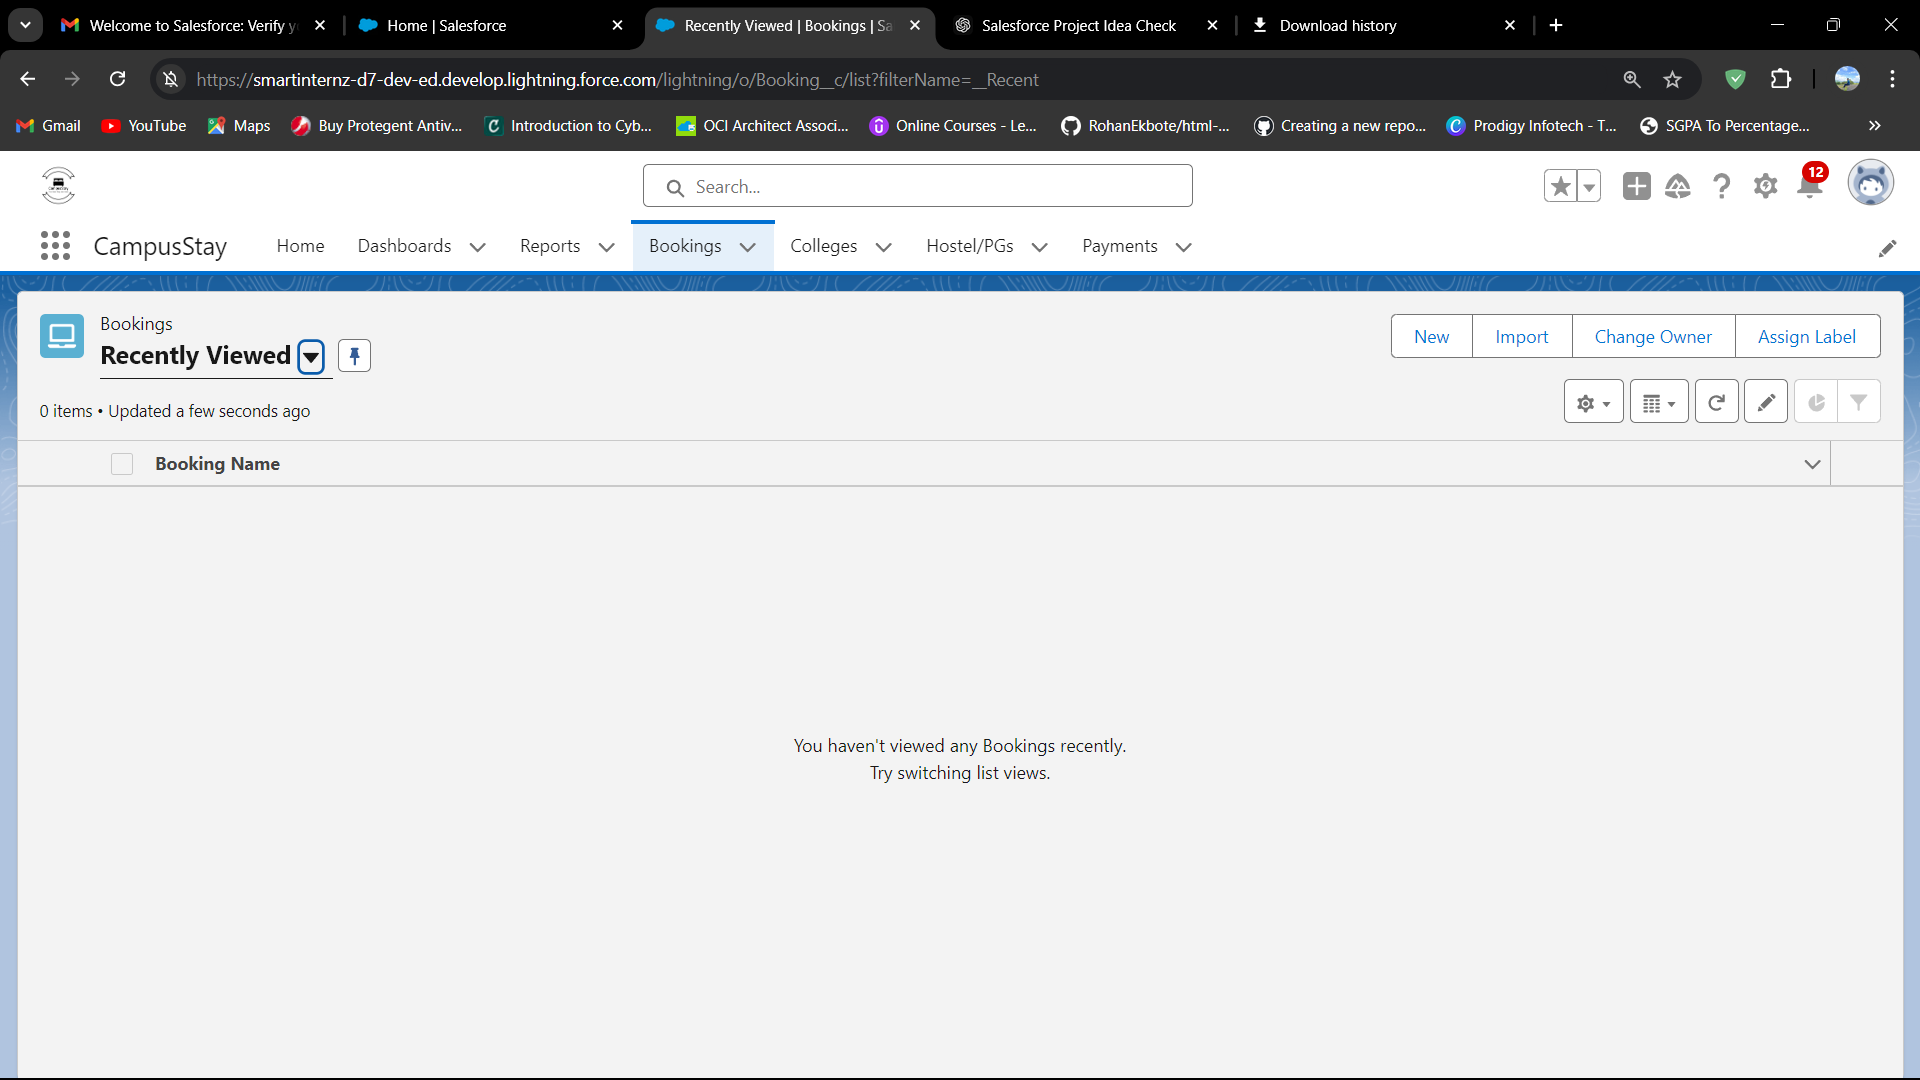 Welcome to Salesforce: Verify y
Home | Salesforce
Recently Viewed | Bookings | Sa
Salesforce Project Idea Check
Download history
https://smartinternz-d7-dev-ed.develop.lightning.force.com/lightning/o/Booking__c/list?filterName=__Recent
Gmail
YouTube
Maps
Buy Protegent Antiv...
Introduction to Cyb...
OCI Architect Associ...
Online Courses - Le...
RohanEkbote/html-...
Creating a new repo...
Prodigy Infotech - T...
SGPA To Percentage...
Search...
12
CampusStay
Home
Dashboards
Reports
Bookings
Colleges
Hostel/PGs
Payments
Bookings
Recently Viewed
New
Import
Change Owner
Assign Label
0 items • Updated a few seconds ago
Booking Name
You haven't viewed any Bookings recently.
Try switching list views.